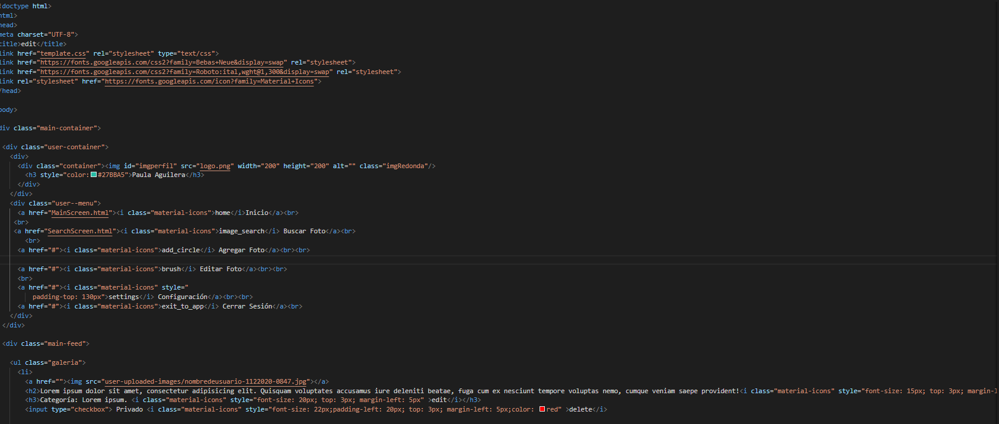 !doctype html>
html>
head>
meta charset="UTF-8">
title>edit</title>
link href="template.css" rel="stylesheet" type="text/css">
link href="https://fonts.googleapis.com/css2?family=Bebas+Neue&display=swap" rel="stylesheet">
link href="https://fonts.googleapis.com/css2?family=Roboto:ital,wght@1,300&display=swap" rel="stylesheet">
link rel="stylesheet" href="https://fonts.googleapis.com/icon?family=Material+Icons">
/head>
body>
div class="main-container">
<div class="user-container">
<div>
<div class="container"><img id="imgperfil" src="logo.png" width="200" height="200" alt="" class="imgRedonda"/>
<h3 style="color:#27BBA5">Paula Aguilera</h3>
</div>
</div>
<div class="user--menu">
<a href="MainScreen.html"><i class="material-icons">home</i>Inicio</a><br>
<br>
<a href="SearchScreen.html"><i class="material-icons">image_search</i> Buscar Foto</a><br>
<br>
<a href="#"><i class="material-icons">add_circle</i> Agregar Foto</a><br><br>
<a href="#"><i class="material-icons">brush</i> Editar Foto</a><br><br>
<br>
<a href="#"><i class="material-icons" style="
padding-top: 130px">settings</i> Configuración</a><br><br>
<a href="#"><i class="material-icons">exit_to_app</i> Cerrar Sesión</a><br>
</div>
</div>
<div class="main-feed">
<ul class="galeria">
<li>
<a href=""><img src="user-uploaded-images/nombredeusuario-1122020-0847.jpg"></a>
<h2>Lorem ipsum dolor sit amet, consectetur adipisicing elit. Quisquam voluptates accusamus iure deleniti beatae, fuga cum ex nesciunt tempore voluptas nemo, cumque veniam saepe provident!<i class="material-icons" style="font-size: 15px; top: 3px; margin-l
<h3>Categoría: Lorem ipsum. <i class="material-icons" style="font-size: 20px; top: 3px; margin-left: 5px" >edit</i></h3>
<input type="checkbox"> Privado <i class="material-icons" style="font-size: 22px;padding-left: 20px; top: 3px; margin-left: 5px;color: red" >delete</i>